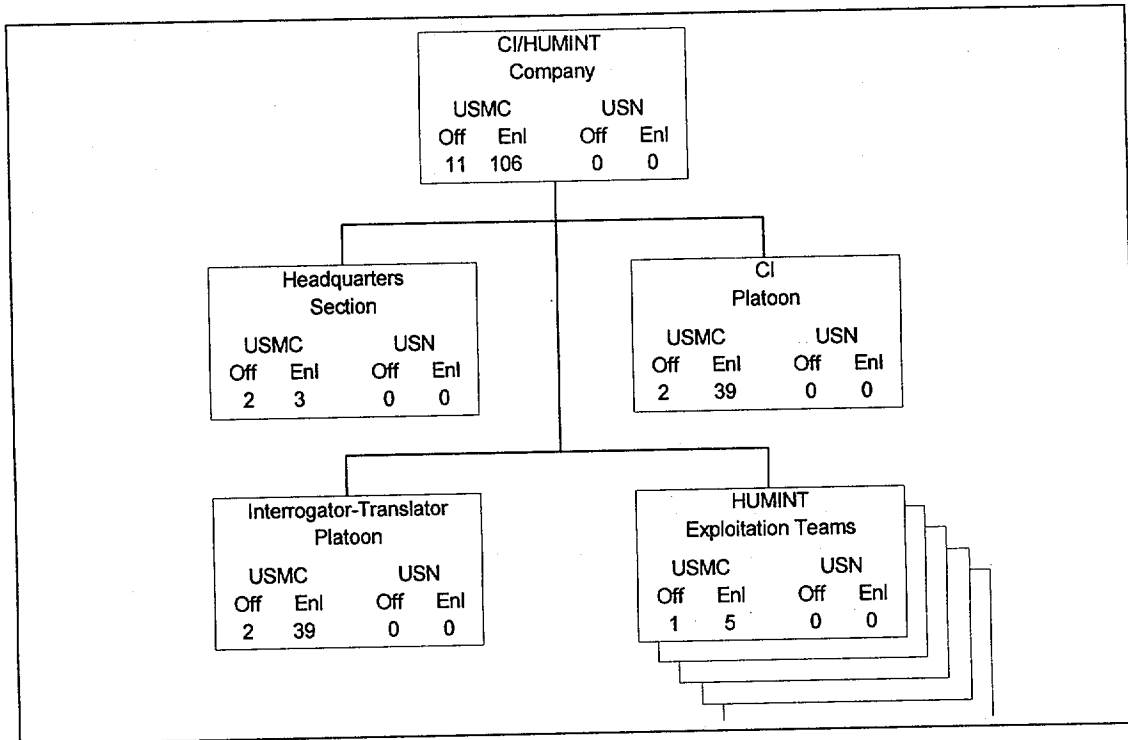 CI/HUMINT
Company
USMC USN
Off Enl Off Enl
11 106 0 0
Headquarters
Section
USMC USN
Off Enl Off Enl
2 3 0 0
CI
Platoon
USMC USN
Off Enl Off Enl
2 39 0 0
Interrogator-Translator
Platoon
USMC USN
Off Enl Off Enl
2 39 0 0
HUMINT
Exploitation Teams
USMC USN
Off Enl Off Enl
1 5 0 0